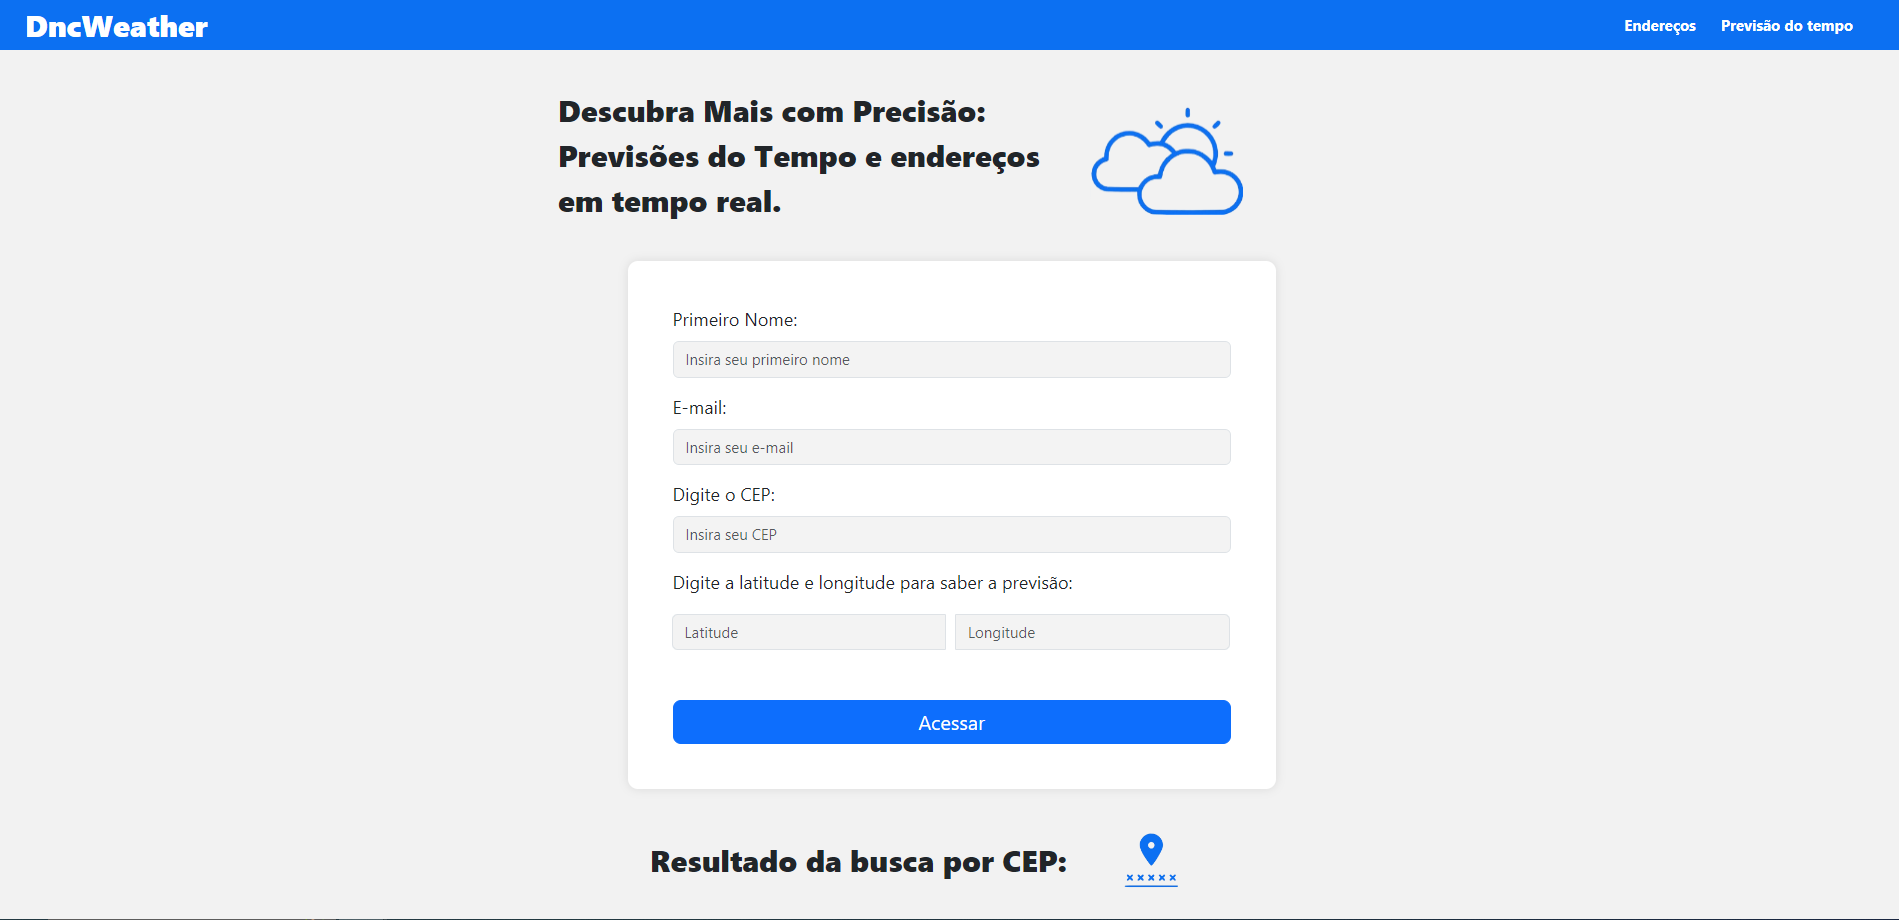 DncWeather
Endereços
Previsão do tempo
Descubra Mais com Precisão:
Previsões do Tempo e endereços
em tempo real.
Primeiro Nome:
Insira seu primeiro nome
E-mail:
Insira seu e-mail
Digite o CEP:
Insira seu CEP
Digite a latitude e longitude para saber a previsão:
Latitude
Longitude
Acessar
Resultado da busca por CEP: